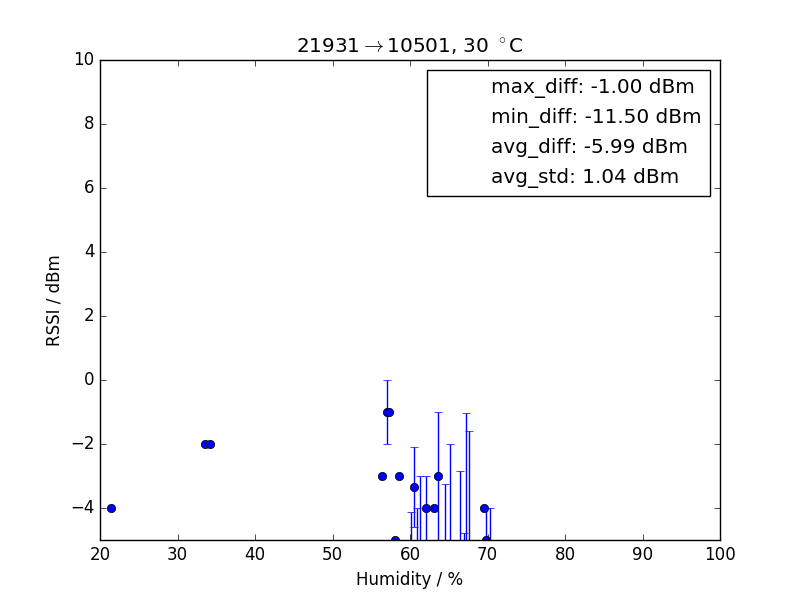 21931→10501, 30 °C
max_diff: -1.00 dBm
min_diff: -11.50 dBm
avg_diff: -5.99 dBm
avg_std: 1.04 dBm
RSSI / dBm
10
8
6
4
2
0
−2
−4
20 30 40 50 60 70 80 90 100
Humidity / %